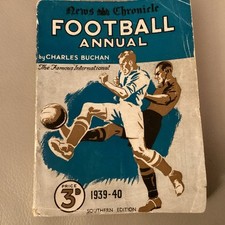 News Chronicle
FOOTBALL
ANNUAL
by CHARLES BUCHAN
The Famous International
PRICE
3D
1939-40
SOUTHERN EDITION